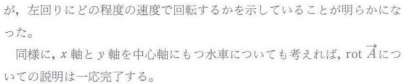 が，左回りにどの程度の速度で回転するかを示していることが明らかにな
った。
同様に, x 軸と y 軸を中心軸にもつ水車についても考えれば, rot A→につ
いての説明は一応完了する。